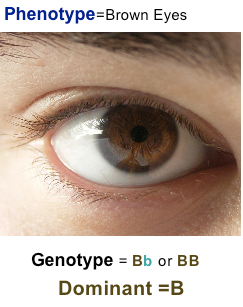 Phenotype=Brown Eyes
Genotype = Bb or BB
Dominant =B